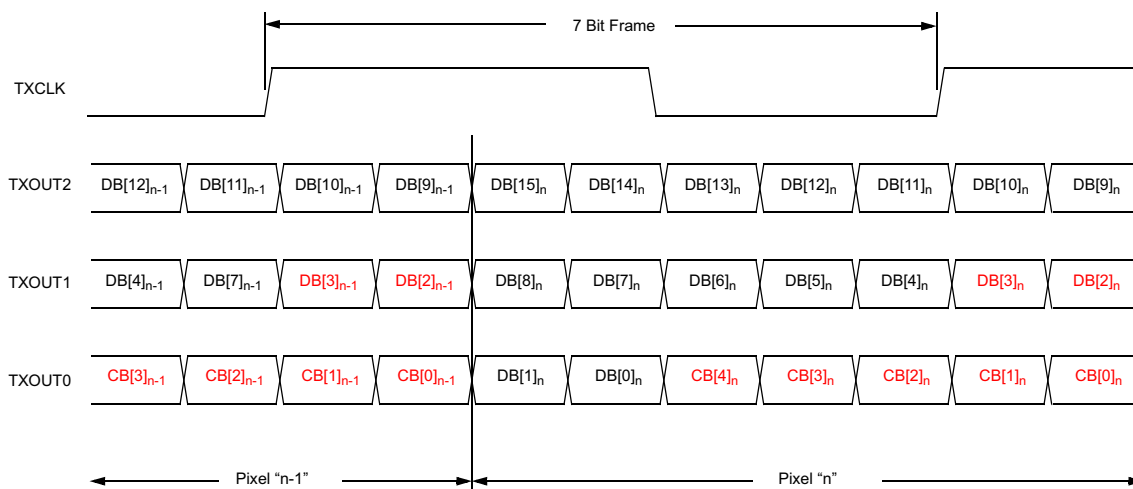 7 Bit Frame
TXCLK
TXOUT2 DB[12]n-1 DB[11]n-1 DB[10]n-1 DB[9]n-1 DB[15]n DB[14]n DB[13]n DB[12]n DB[11]n DB[10]n DB[9]n
TXOUT1 DB[4]n-1 DB[7]n-1 DB[3]n-1 DB[2]n-1 DB[8]n DB[7]n DB[6]n DB[5]n DB[4]n DB[3]n DB[2]n
TXOUT0 CB[3]n-1 CB[2]n-1 CB[1]n-1 CB[0]n-1 DB[1]n DB[0]n CB[4]n CB[3]n CB[2]n CB[1]n CB[0]n
Pixel “n-1” Pixel “n”